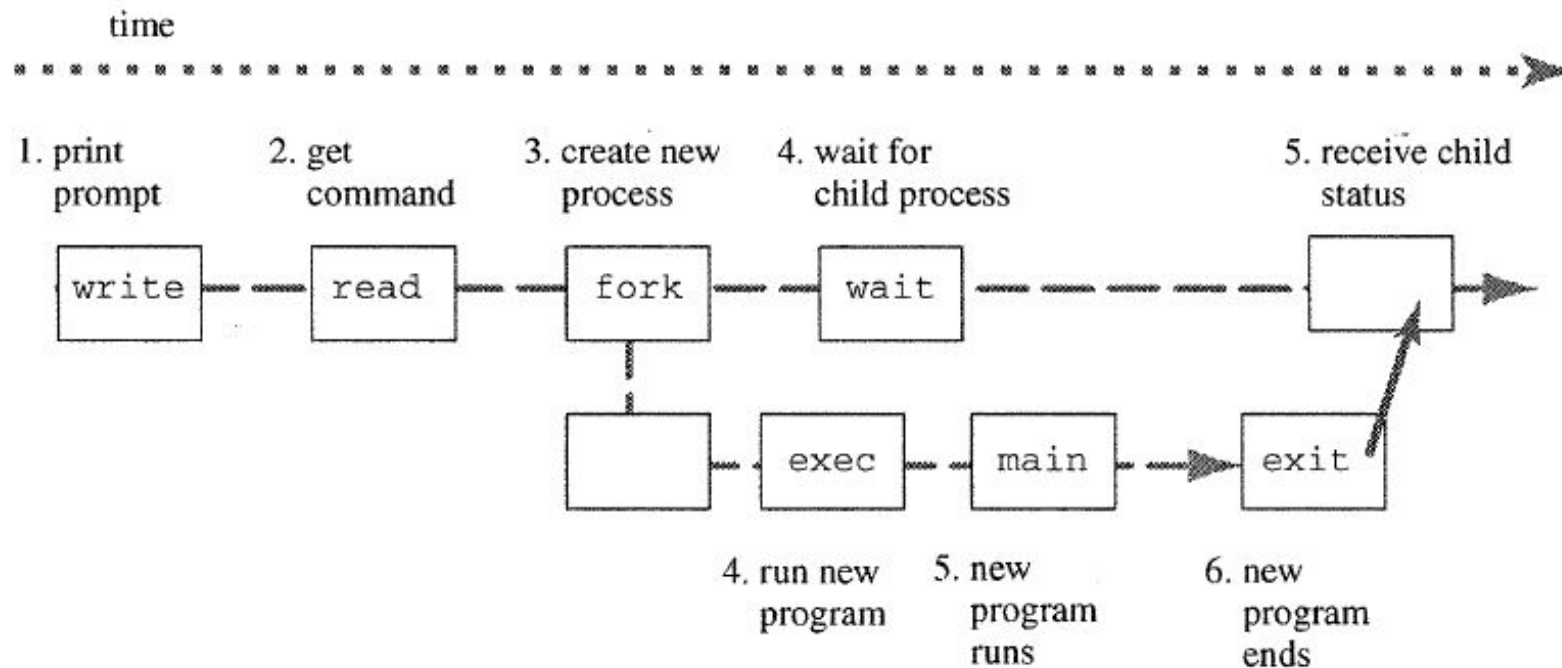 time
1. print
prompt
2. get
command
3. create new
process
4. wait for
child process
5. receive child
status
write
read
fork
wait
exec
main
exit
4. run new
program
5. new
program
runs
6. new
program
ends